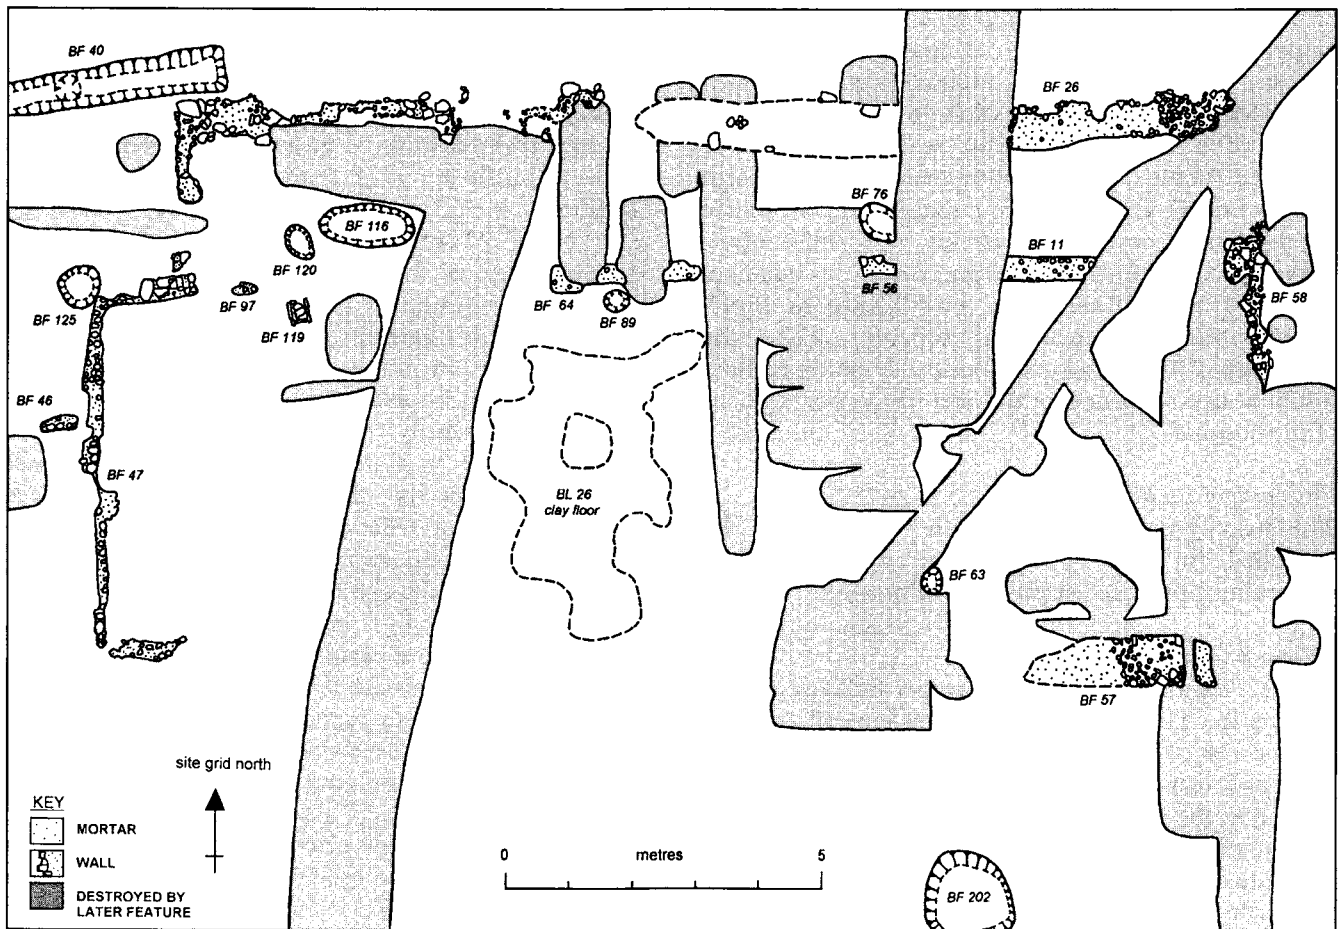 BF 40
BF 26
BF 76
BF 116
BF 120
BF 11
BF 125
BF 97
BF 64
BF 56
BF 58
BF 89
BF 119
BF 46
BF 47
BL 26
clay floor
BF 63
BF 57
site grid north
KEY
MORTAR
WALL
DESTROYED BY
LATER FEATURE
0 metres 5
BF 202